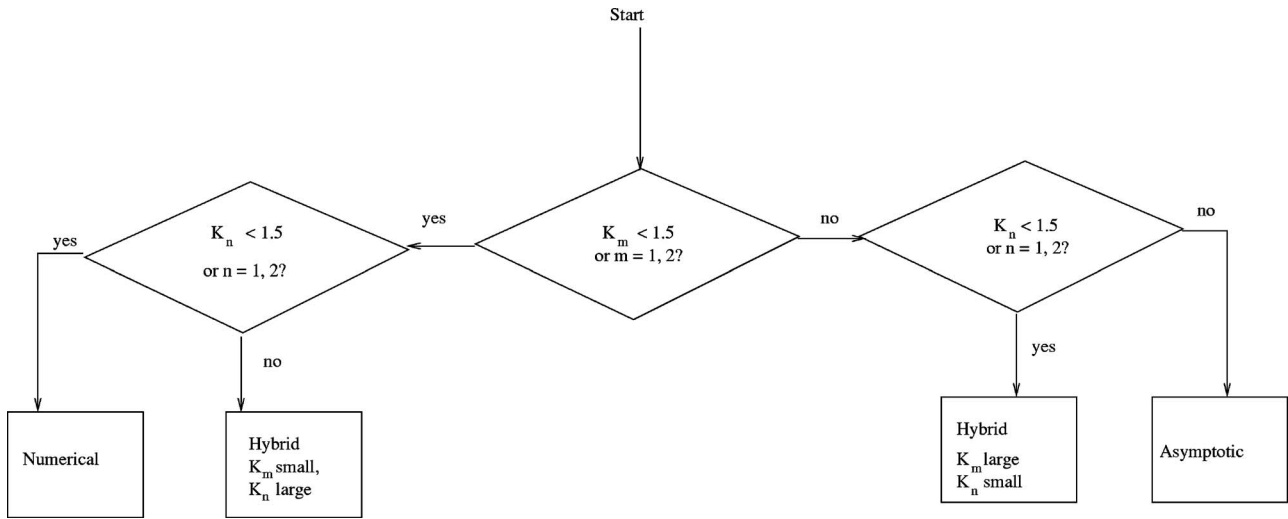 Start
yes
K_n < 1.5
or n = 1, 2?
yes
K_m < 1.5
or m = 1, 2?
no
K_n < 1.5
or n = 1, 2?
no
no
yes
Numerical
Hybrid
K_m small,
K_n large
Hybrid
K_m large
K_n small
Asymptotic